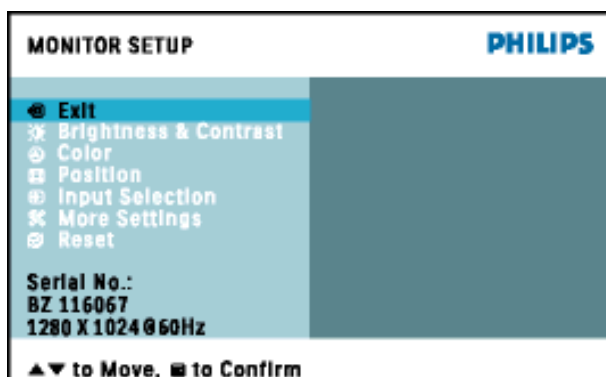 MONITOR SETUP PHILIPS
Exit
Brightness & Contrast
Color
Position
Input Selection
More Settings
Reset
Serial No.:
BZ 116067
1280 X 1024@60Hz
▲▼ to Move, to Confirm